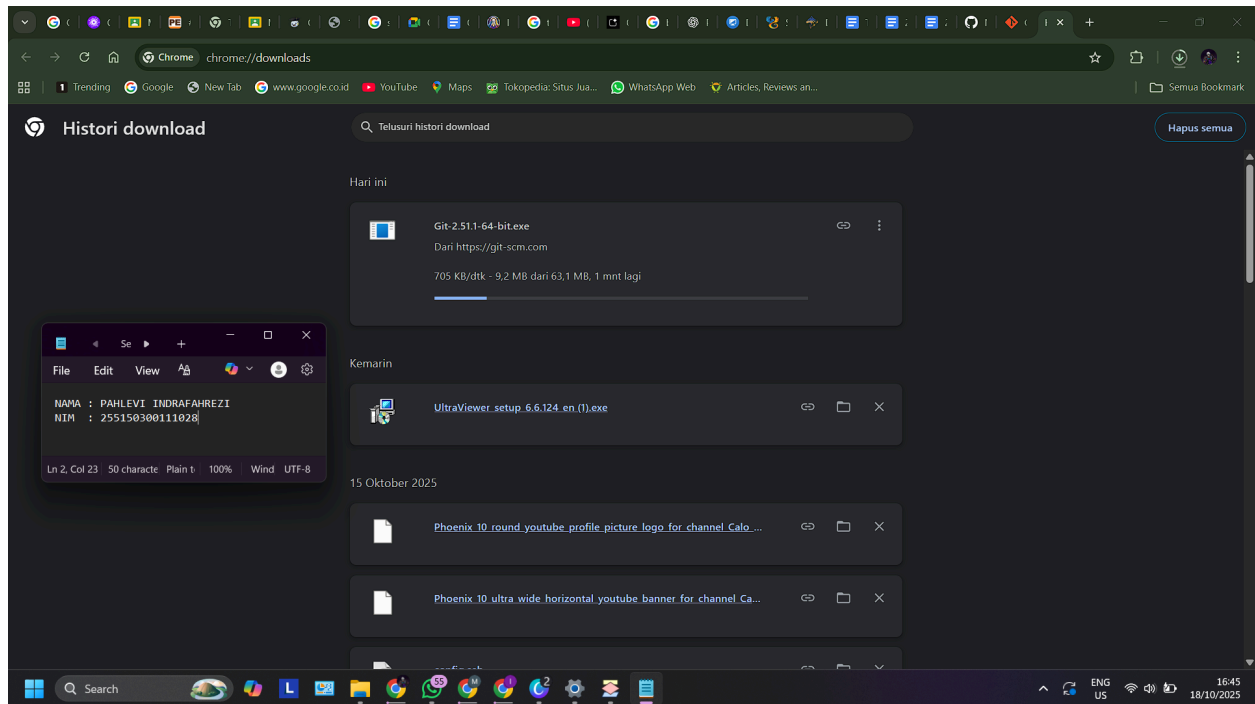 Chrome
chrome://downloads
Trending
Google
New Tab
www.google.co.id
YouTube
Maps
Tokopedia: Situs Jua...
WhatsApp Web
Articles, Reviews an...
Semua Bookmark
Histori download
Telusuri histori download
Hapus semua
Hari ini
Git-2.51.1-64-bit.exe
Dari https://git-scm.com
705 KB/dtk - 9,2 MB dari 63,1 MB, 1 mnt lagi
Kemarin
UltraViewer_setup_6.6.124_en (1).exe
15 Oktober 2025
Phoenix 10 round youtube profile picture logo for channel Calo ...
Phoenix 10 ultra wide horizontal youtube banner for channel Ca...
Se
File Edit View
NAMA : PAHLEVI INDRAFAHREZI
NIM : 255150300111028
Ln 2, Col 23 50 characte Plain t 100% Wind UTF-8
Search
55
ENG
US
16:45
18/10/2025